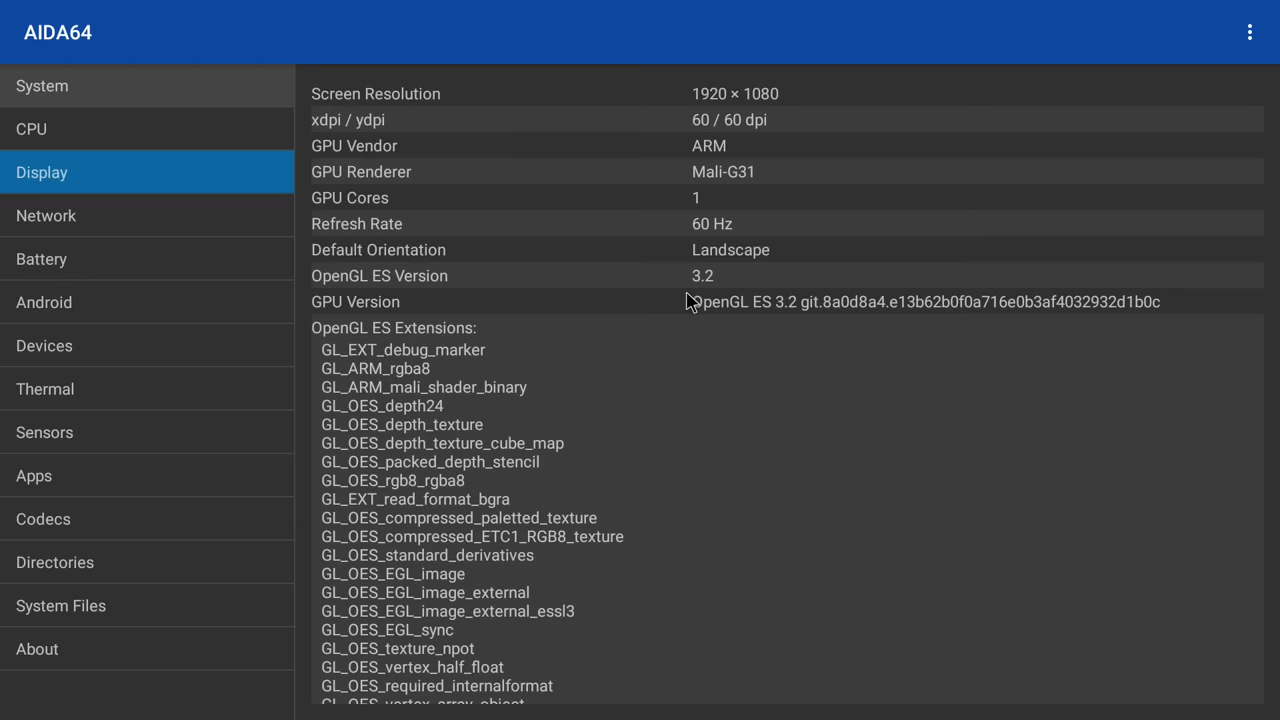 AIDA64
System
CPU
Display
Network
Battery
Android
Devices
Thermal
Sensors
Apps
Codecs
Directories
System Files
About
Screen Resolution 1920 × 1080
xdpi / ydpi 60 / 60 dpi
GPU Vendor ARM
GPU Renderer Mali-G31
GPU Cores 1
Refresh Rate 60 Hz
Default Orientation Landscape
OpenGL ES Version 3.2
GPU Version OpenGL ES 3.2 git.8a0d8a4.e13b62b0f0a716e0b3af4032932d1b0c
OpenGL ES Extensions:
GL_EXT_debug_marker
GL_ARM_rgba8
GL_ARM_mali_shader_binary
GL_OES_depth24
GL_OES_depth_texture
GL_OES_depth_texture_cube_map
GL_OES_packed_depth_stencil
GL_OES_rgb8_rgba8
GL_EXT_read_format_bgra
GL_OES_compressed_paletted_texture
GL_OES_compressed_ETC1_RGB8_texture
GL_OES_standard_derivatives
GL_OES_EGL_image
GL_OES_EGL_image_external
GL_OES_EGL_image_external_essl3
GL_OES_EGL_sync
GL_OES_texture_npot
GL_OES_vertex_half_float
GL_OES_required_internalformat
GL_OES_vertex_array_object